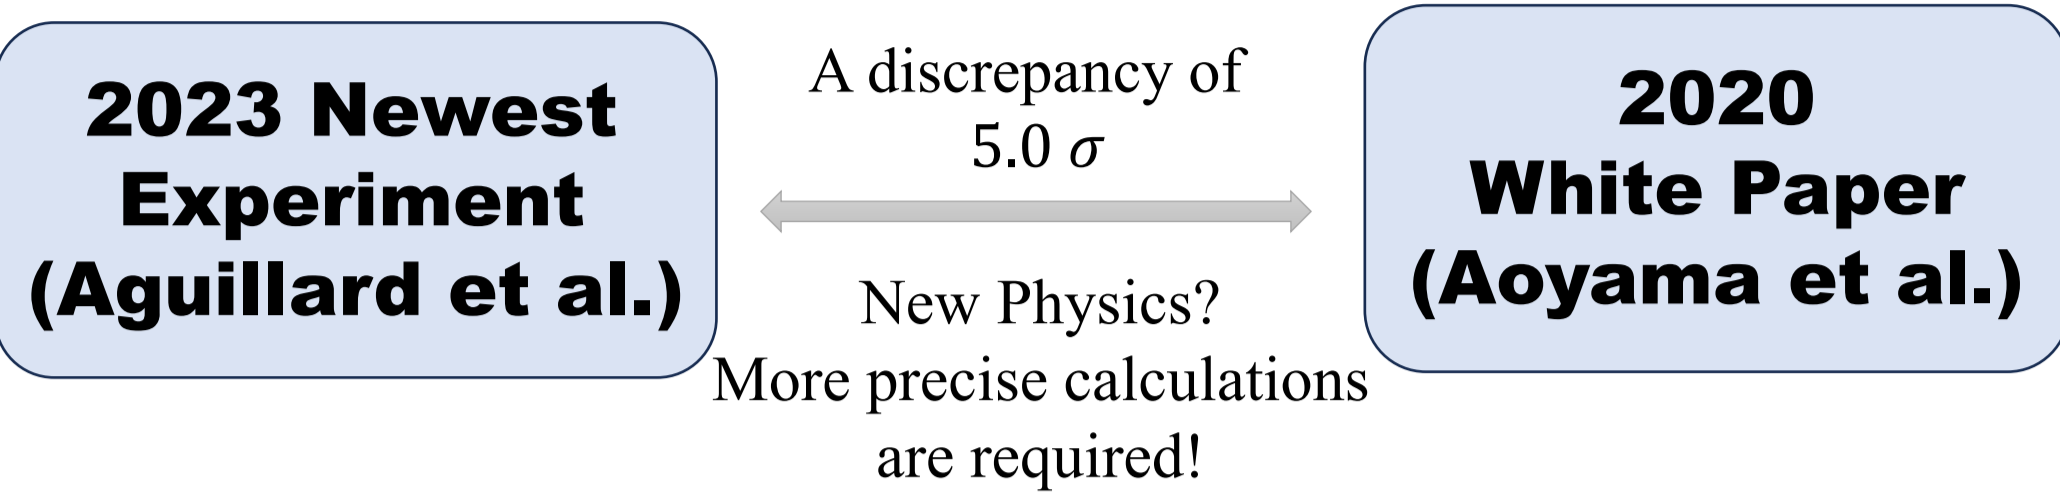 2023 Newest
Experiment
(Aguillard et al.)
A discrepancy of
5.0 σ
New Physics?
More precise calculations
are required!
2020
White Paper
(Aoyama et al.)